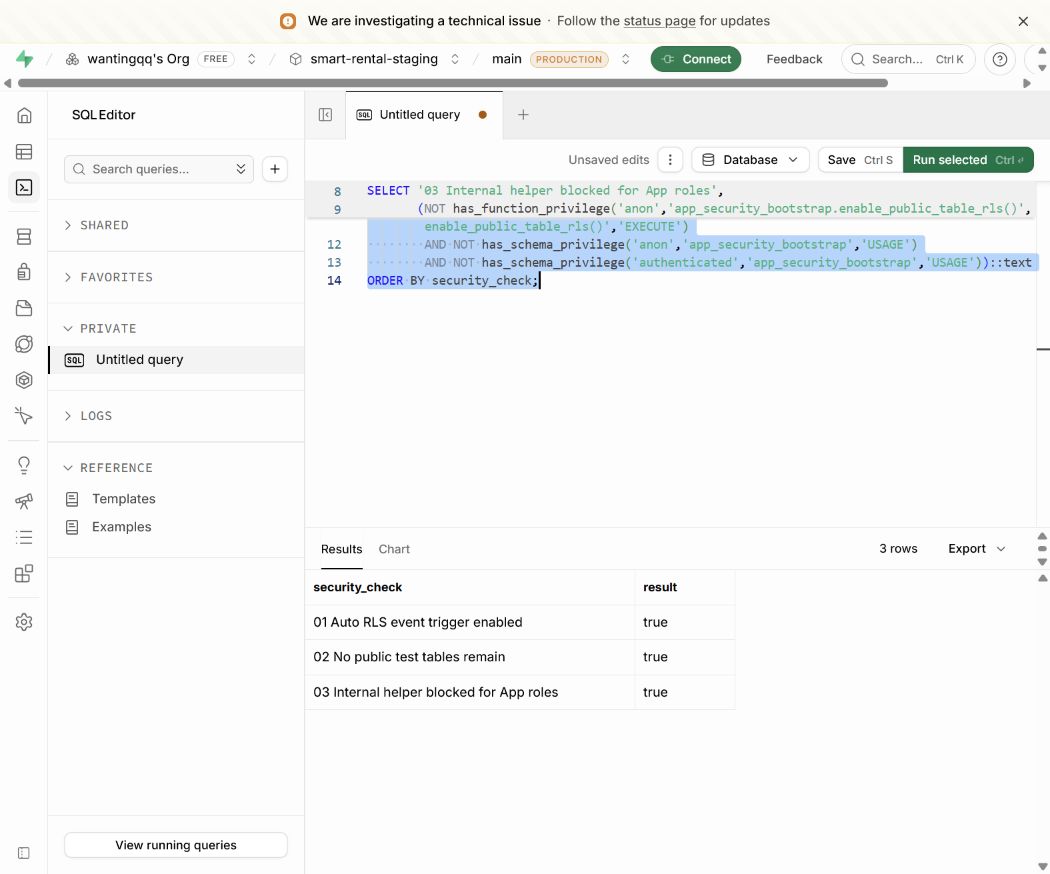 We are investigating a technical issue · Follow the status page for updates
wantingqq's Org FREE / smart-rental-staging / main PRODUCTION Connect Feedback Search... Ctrl K
SQL Editor
SQL Untitled query
Search queries...
Unsaved edits Database Save Ctrl S Run selected Ctrl ↵
SHARED
FAVORITES
PRIVATE
SQL Untitled query
LOGS
REFERENCE
Templates
Examples
View running queries
8 SELECT '03 Internal helper blocked for App roles',
9 (NOT has_function_privilege('anon','app_security_bootstrap.enable_public_table_rls()',
enable_public_table_rls()','EXECUTE')
12 AND NOT has_schema_privilege('anon','app_security_bootstrap','USAGE')
13 AND NOT has_schema_privilege('authenticated','app_security_bootstrap','USAGE'))::text
14 ORDER BY security_check;
Results Chart 3 rows Export
security_check result
01 Auto RLS event trigger enabled true
02 No public test tables remain true
03 Internal helper blocked for App roles true